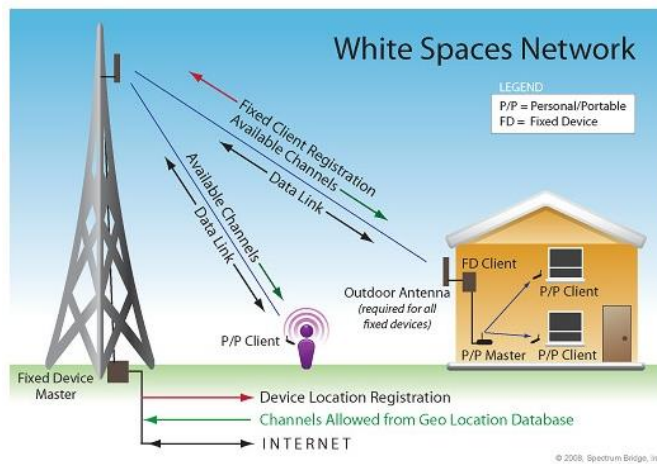 White Spaces Network
LEGEND
P/P = Personal/Portable
FD = Fixed Device
Fixed Client Registration
Available Channels
Data Link
Available Channels
Data Link
FD Client
Outdoor Antenna
(required for all
fixed devices)
P/P Client
P/P Client
P/P Master
P/P Client
P/P Client
Fixed Device
Master
Device Location Registration
Channels Allowed from Geo Location Database
INTERNET
© 2008, Spectrum Bridge,